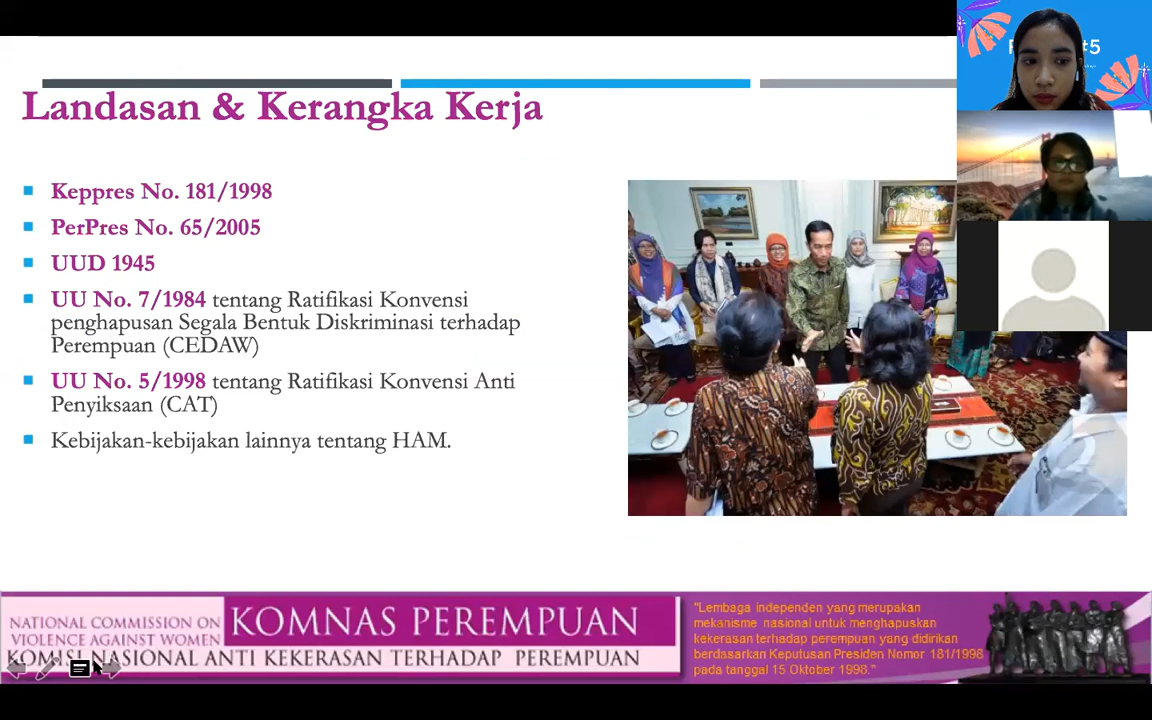 Landasan & Kerangka Kerja
Keppres No. 181/1998
PerPres No. 65/2005
UUD 1945
UU No. 7/1984 tentang Ratifikasi Konvensi
penghapusan Segala Bentuk Diskriminasi terhadap
Perempuan (CEDAW)
UU No. 5/1998 tentang Ratifikasi Konvensi Anti
Penyiksaan (CAT)
Kebijakan-kebijakan lainnya tentang HAM.
#5
NATIONAL COMMISSION ON
VIOLENCE AGAINST WOMEN
KOMNAS PEREMPUAN
KOMISI NASIONAL ANTI KEKERASAN TERHADAP PEREMPUAN
"Lembaga independen yang merupakan
mekanisme nasional untuk menghapuskan
kekerasan terhadap perempuan yang didirikan
berdasarkan Keputusan Presiden Nomor 181/1998
pada tanggal 15 Oktober 1998."